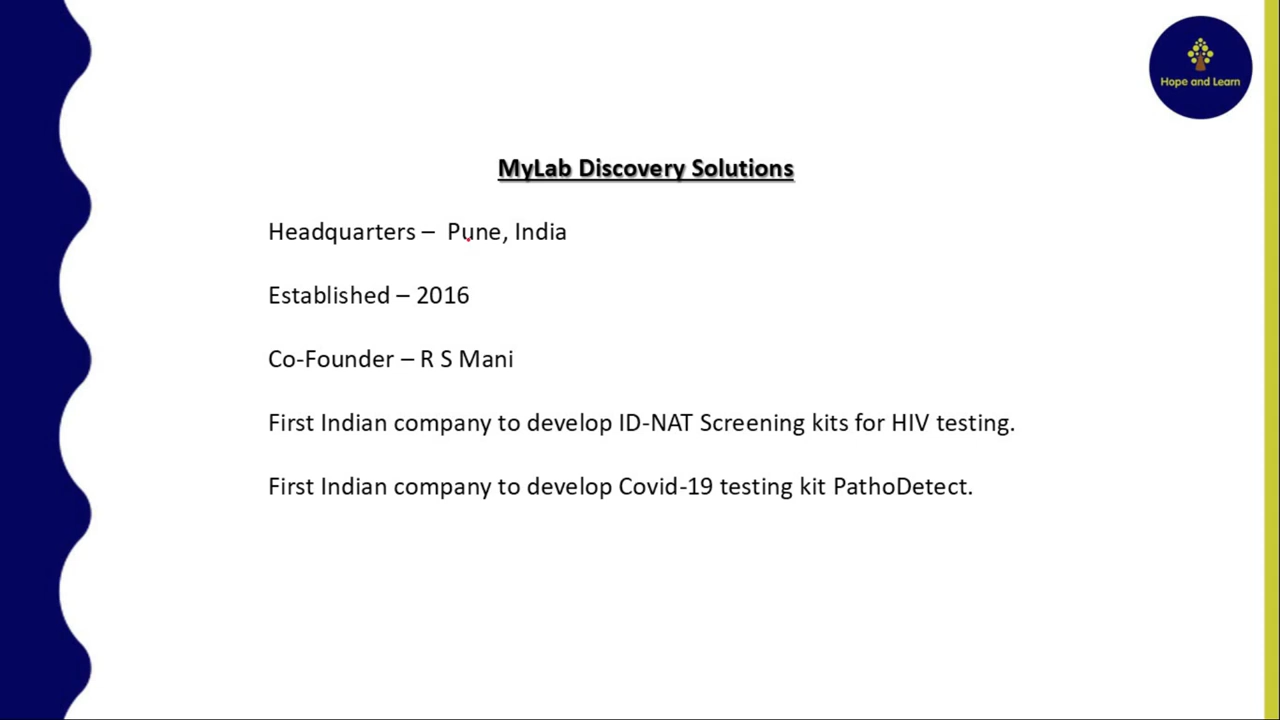 Hope and Learn
MyLab Discovery Solutions
Headquarters – Pune, India
Established – 2016
Co-Founder – R S Mani
First Indian company to develop ID-NAT Screening kits for HIV testing.
First Indian company to develop Covid-19 testing kit PathoDetect.